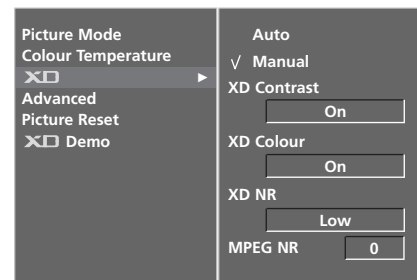 Picture Mode
Colour Temperature
XD
Advanced
Picture Reset
XD Demo
Auto
√ Manual
XD Contrast
On
XD Colour
On
XD NR
Low
MPEG NR 0